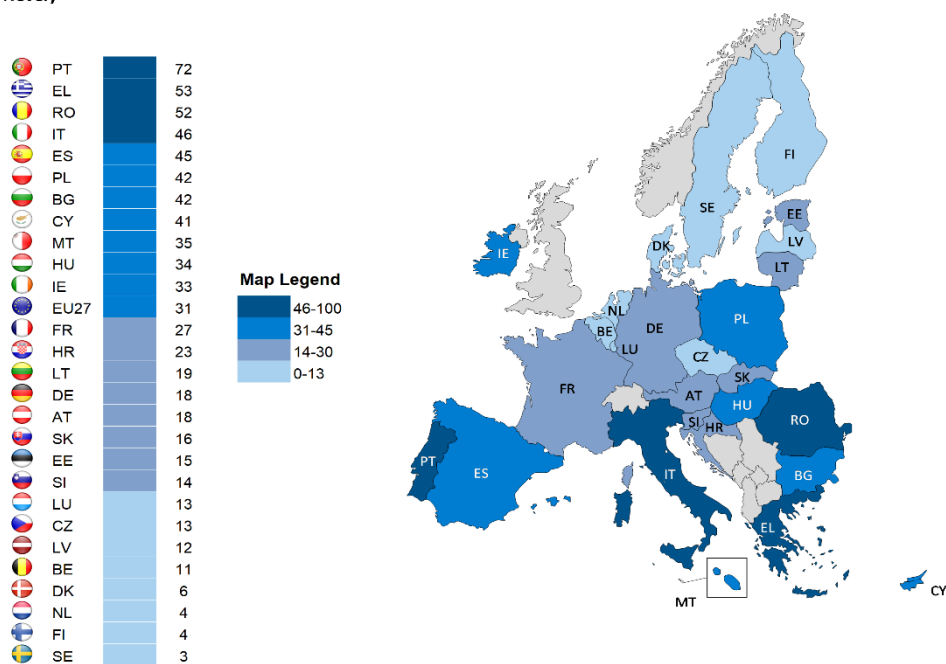 PT 72
EL 53
RO 52
IT 46
ES 45
PL 42
BG 42
CY 41
MT 35
HU 34
IE 33
EU27 31
FR 27
HR 23
LT 19
DE 18
AT 18
SK 16
EE 15
SI 14
LU 13
CZ 13
LV 12
BE 11
DK 6
NL 4
FI 4
SE 3
Map Legend
46-100
31-45
14-30
0-13
FI
SE
EE
LV
DK
LT
IE
NL
BE
DE
PL
LU
CZ
SK
FR
AT
HU
SI
HR
RO
PT
ES
IT
BG
EL
MT
CY